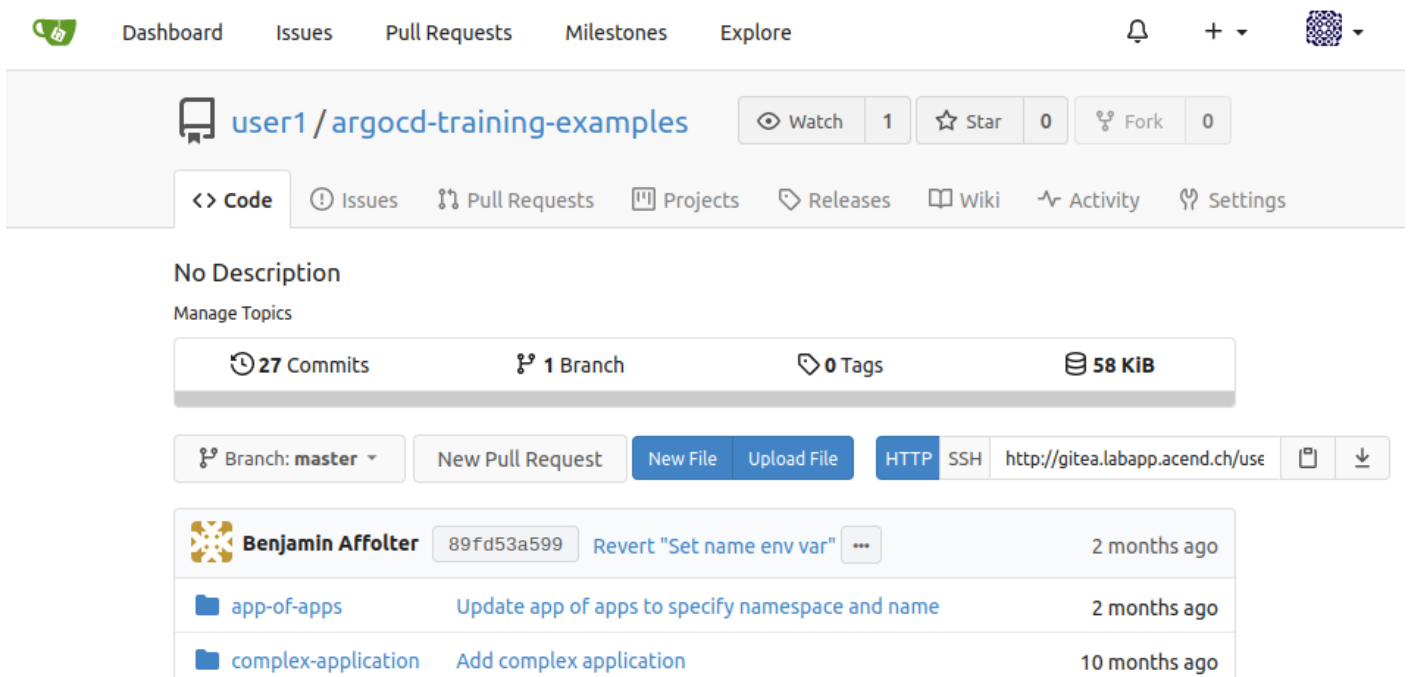 Dashboard Issues Pull Requests Milestones Explore
user1 / argocd-training-examples Watch 1 Star 0 Fork 0
Code Issues Pull Requests Projects Releases Wiki Activity Settings
No Description
Manage Topics
27 Commits 1 Branch 0 Tags 58 KiB
Branch: master New Pull Request New File Upload File HTTP SSH http://gitea.labapp.acend.ch/use
Benjamin Affolter 89fd53a599 Revert "Set name env var" ... 2 months ago
app-of-apps Update app of apps to specify namespace and name 2 months ago
complex-application Add complex application 10 months ago